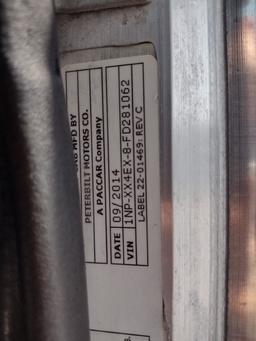 MFD BY
PETERBILT MOTORS CO.
A PACCAR Company
DATE 09/2014
VIN 1NP-XX4EX-8-FD281062
LABEL 22-01469: REV C